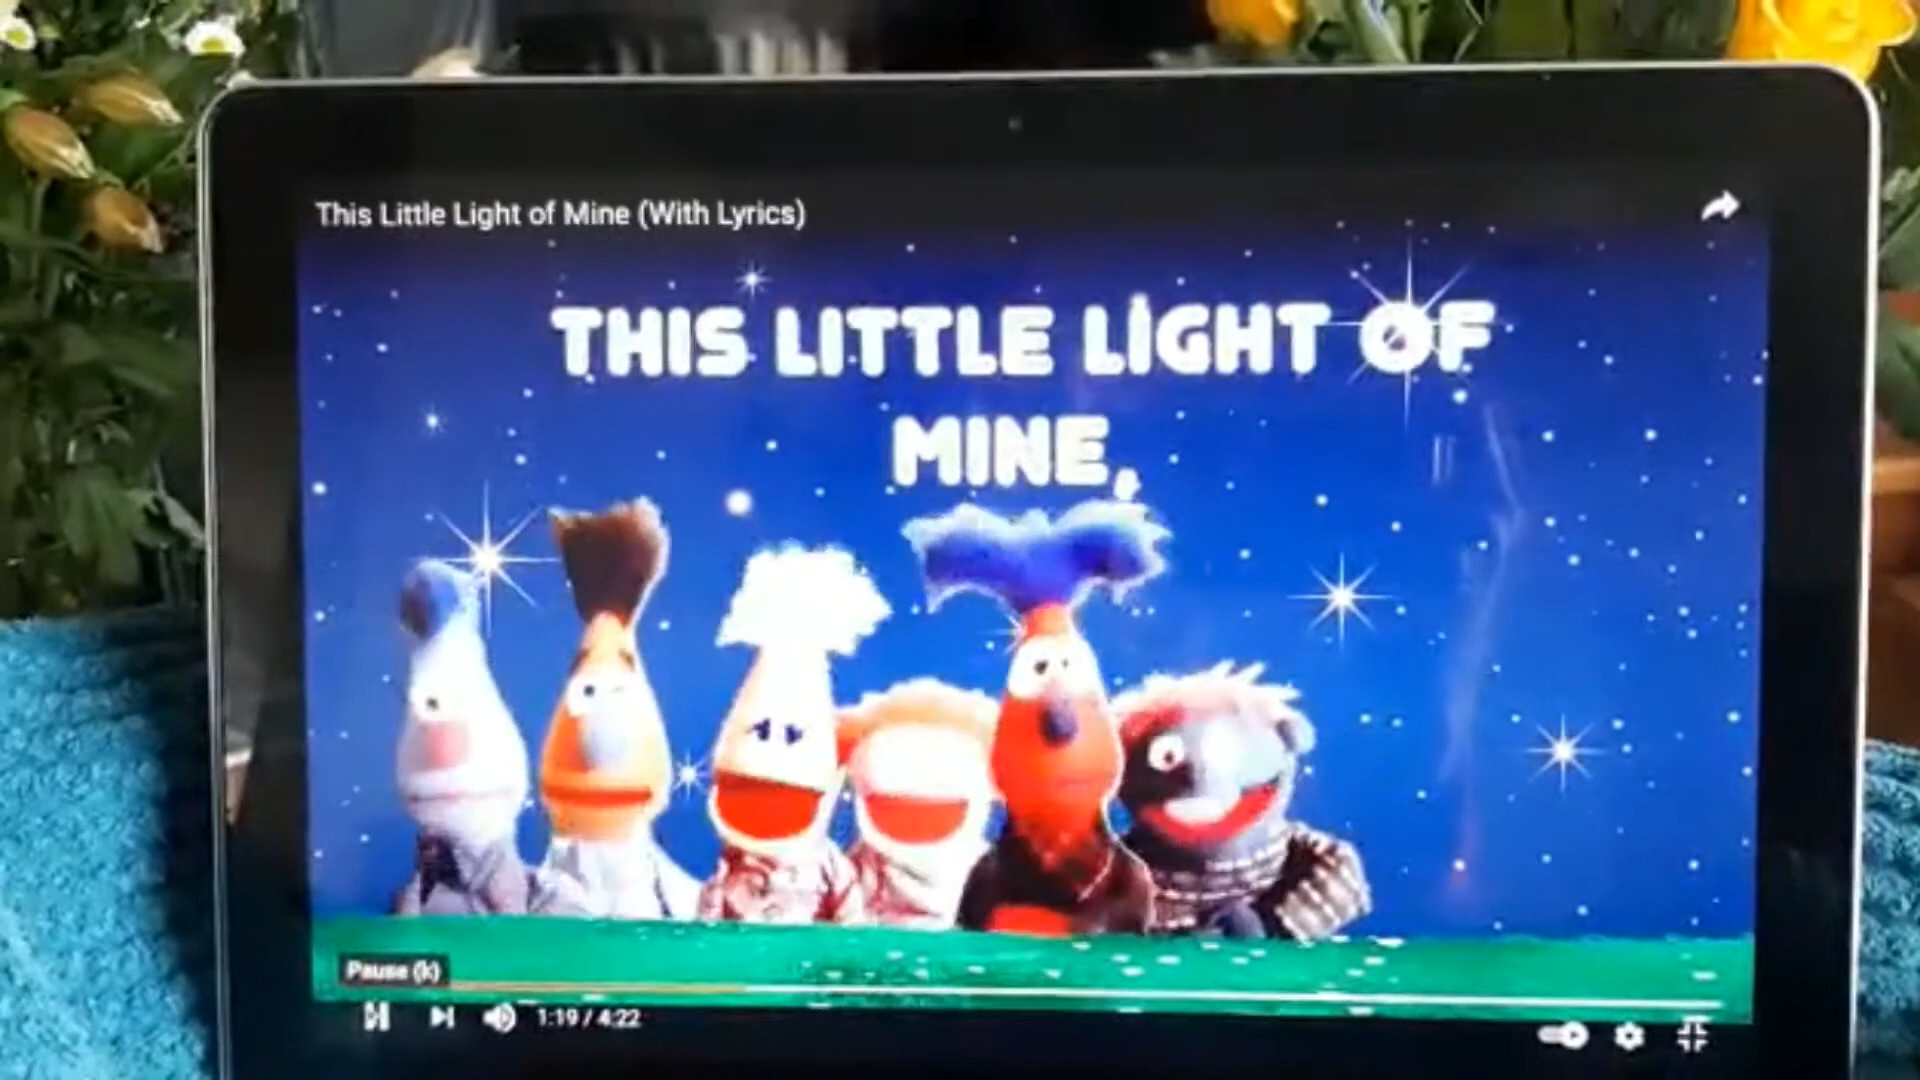 This Little Light of Mine (With Lyrics)
THIS LITTLE LIGHT OF
MINE,
Pause (k)
1:19 / 4:22